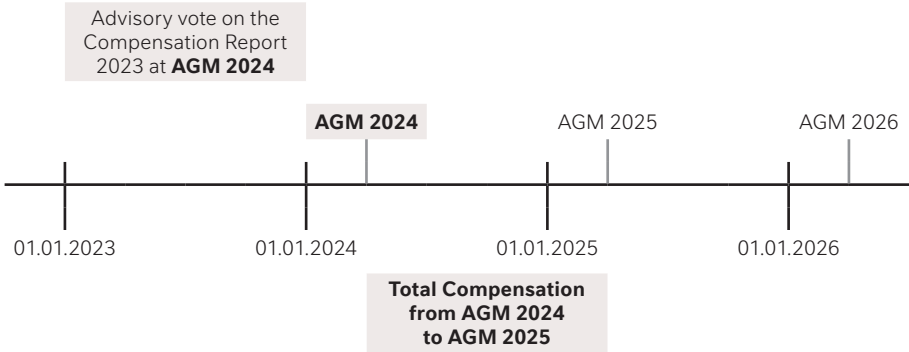 Advisory vote on the
Compensation Report
2023 at AGM 2024
AGM 2024
AGM 2025
AGM 2026
01.01.2023
01.01.2024
01.01.2025
01.01.2026
Total Compensation
from AGM 2024
to AGM 2025